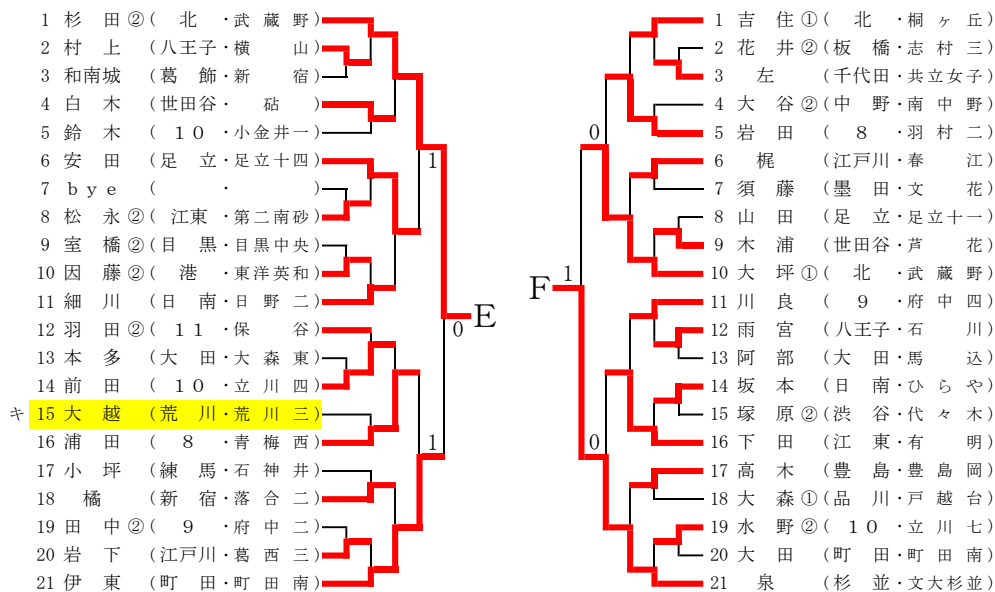 1 杉 田② ( 北 ・武 蔵 野)
2 村 上 (八王子・横 山)
3 和南城 (葛 飾・新 宿)
4 白 木 (世田谷・ 砧)
5 鈴 木 ( 10 ・小金井一)
6 安 田 (足 立・足立十四)
7 bye ( ・ )
8 松 永②( 江東 ・第二南砂)
9 室 橋②(目 黒・目黒中央)
10 因 藤②( 港 ・東洋英和)
11 細 川 (日 南・日 野 二)
12 羽 田②( 11 ・保 谷)
13 本 多 (大 田・大 森 東)
14 前 田 ( 10 ・立 川 四)
キ 15 大 越 (荒 川・荒 川 三)
16 浦 田 ( 8 ・青 梅 西)
17 小 坪 (練 馬・石 神 井)
18 橘 (新 宿・落 合 二)
19 田 中②( 9 ・府 中 二)
20 岩 下 (江戸川・葛 西 三)
21 伊 東 (町 田・町 田 南)
1
0
1
E
1 吉 住① ( 北 ・桐 ヶ 丘)
2 花 井②(板 橋・志 村 三)
3 左 (千代田・共立女子)
4 大 谷②(中 野・南 中 野)
5 岩 田 ( 8 ・羽 村 二)
6 梶 (江戸川・春 江)
7 須 藤 (墨 田・文 花)
8 山 田 (足 立・足立十一)
9 木 浦 (世田谷・芦 花)
10 大 坪①( 北 ・武 蔵 野)
11 川 良 ( 9 ・府 中 四)
12 雨 宮 (八王子・石 川)
13 阿 部 (大 田・馬 込)
14 坂 本 (日 南・ひ ら や)
15 塚 原②(渋 谷・代 々 木)
16 下 田 (江 東・有 明)
17 高 木 (豊 島・豊 島 岡)
18 大 森①(品 川・戸 越 台)
19 水 野②( 10 ・立 川 七)
20 大 田 (町 田・町 田 南)
21 泉 (杉 並・文大杉並)
0
1
0
F